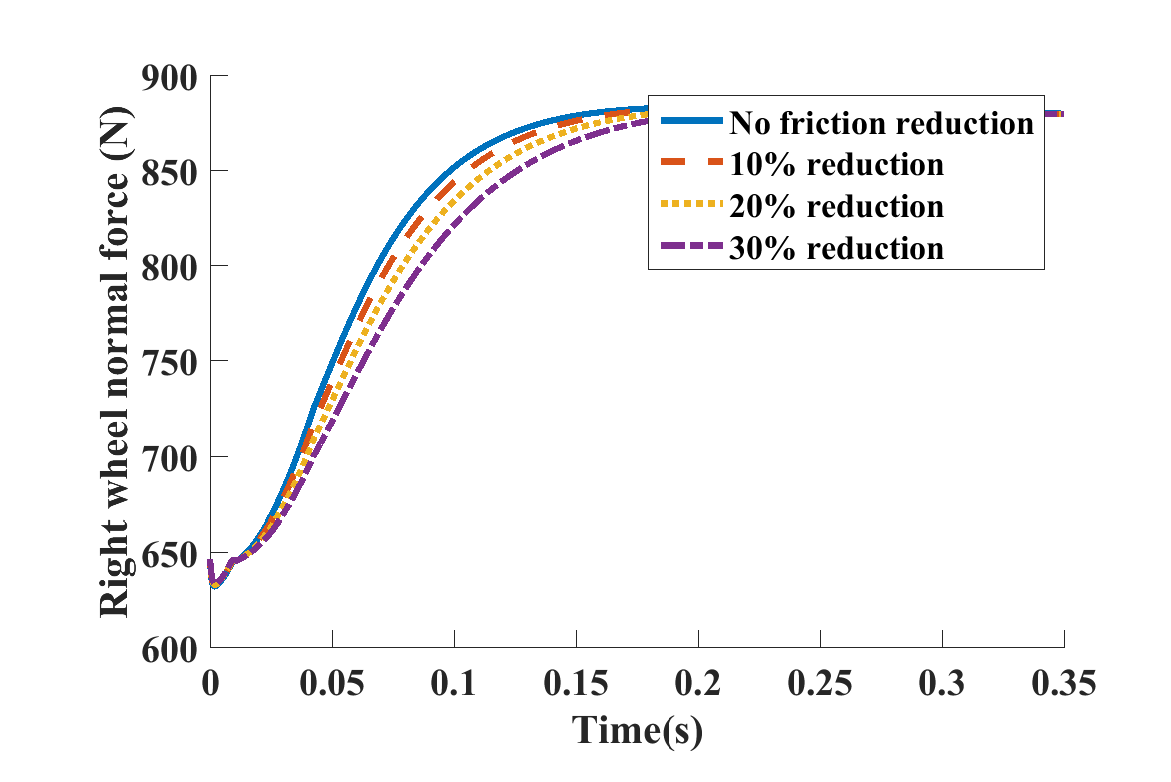 Right wheel normal force (N)
900
850
800
750
700
650
600
No friction reduction
10% reduction
20% reduction
30% reduction
0 0.05 0.1 0.15 0.2 0.25 0.3 0.35
Time(s)